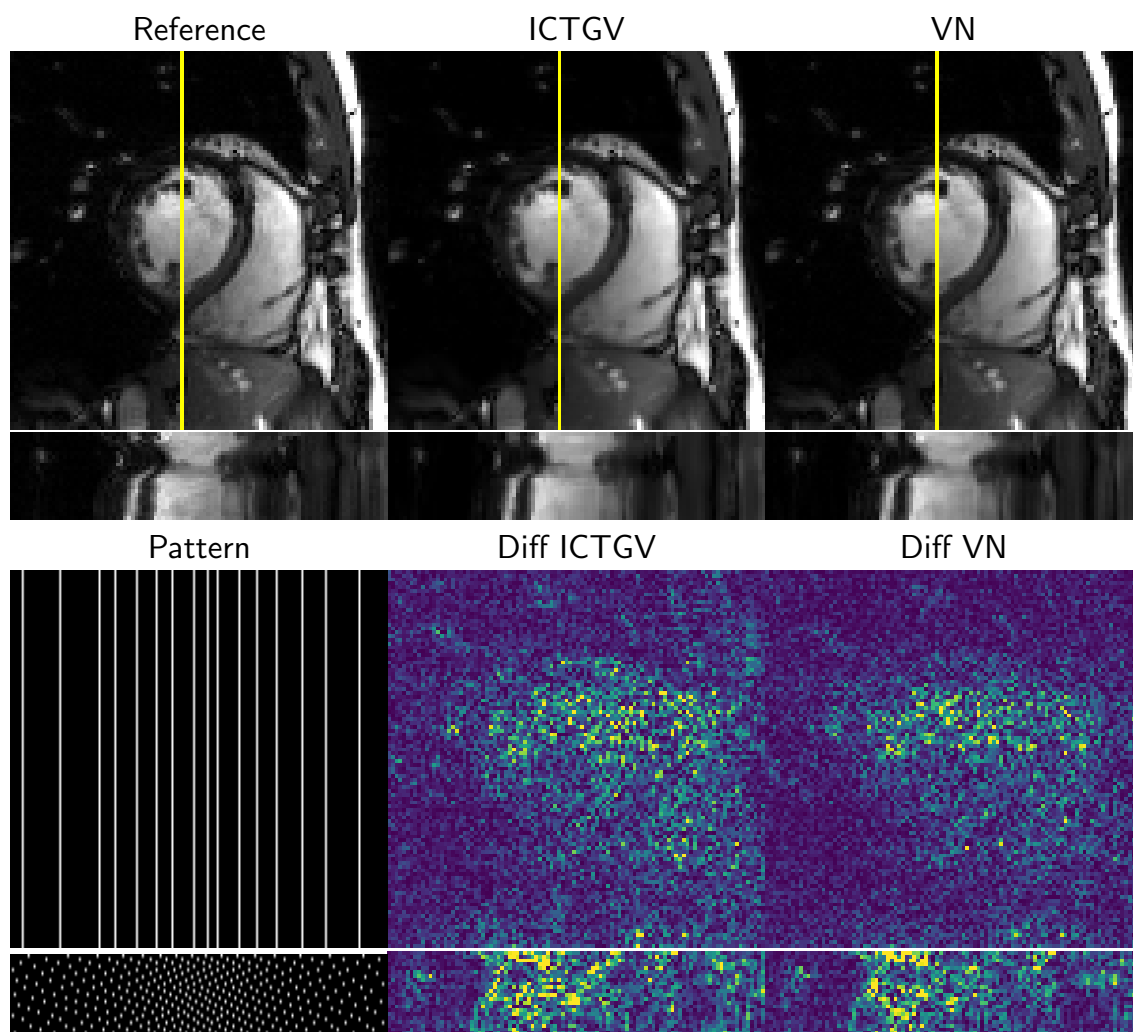 Reference
ICTGV
VN
Pattern
Diff ICTGV
Diff VN